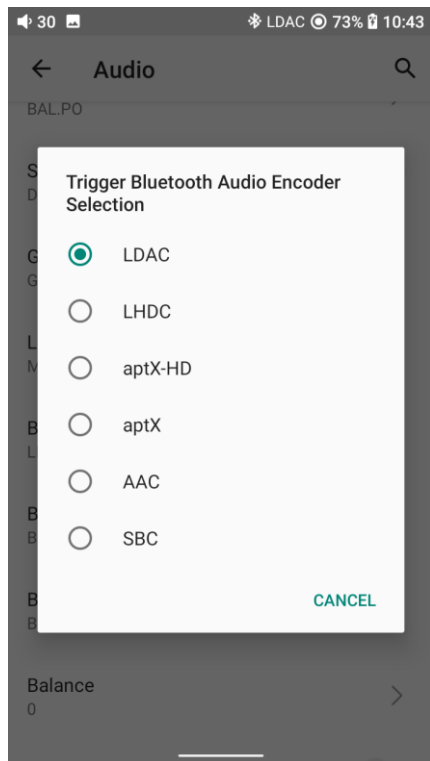 30 LDAC 73% 10:43
Audio
BAL.PO
S
D
Trigger Bluetooth Audio Encoder
Selection
G
G
LDAC
LHDC
L
M
aptX-HD
B
L
aptX
AAC
B
B
SBC
B
B
CANCEL
Balance
0